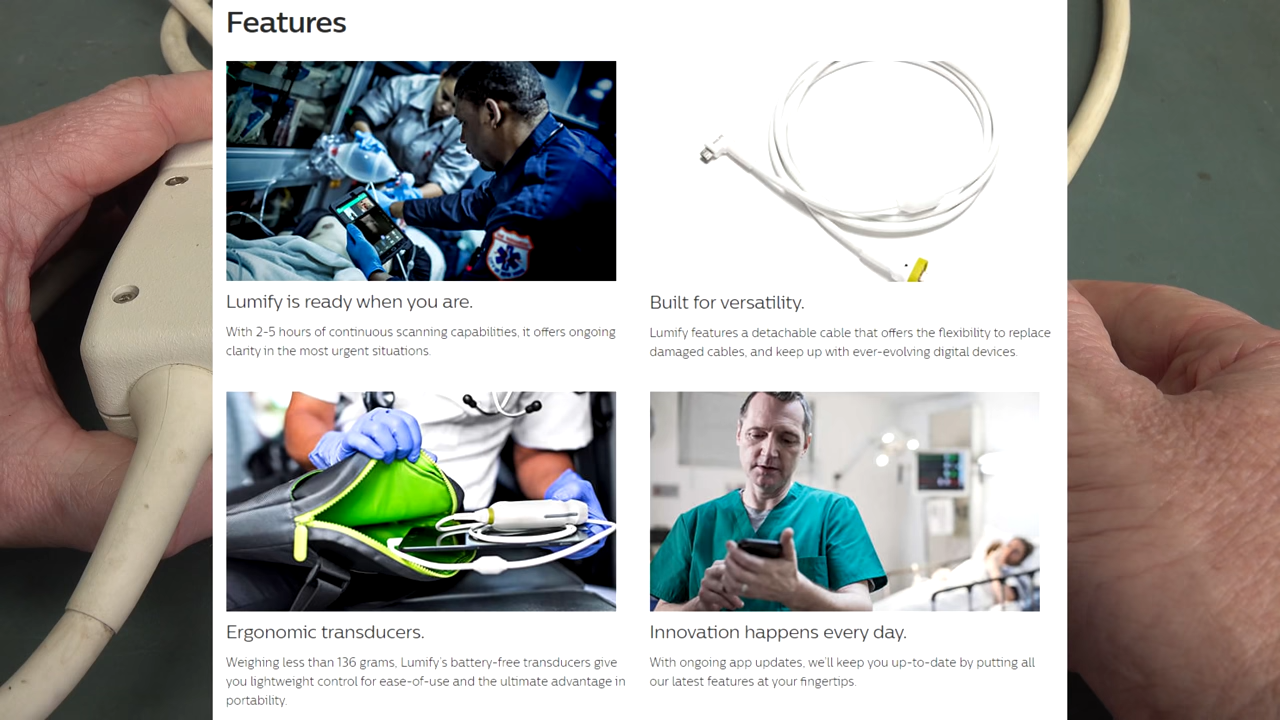 Features
Lumify is ready when you are.
With 2-5 hours of continuous scanning capabilities, it offers ongoing
clarity in the most urgent situations.
Built for versatility.
Lumify features a detachable cable that offers the flexibility to replace
damaged cables, and keep up with ever-evolving digital devices.
Ergonomic transducers.
Weighing less than 136 grams, Lumify's battery-free transducers give
you lightweight control for ease-of-use and the ultimate advantage in
portability.
Innovation happens every day.
With ongoing app updates, we'll keep you up-to-date by putting all
our latest features at your fingertips.